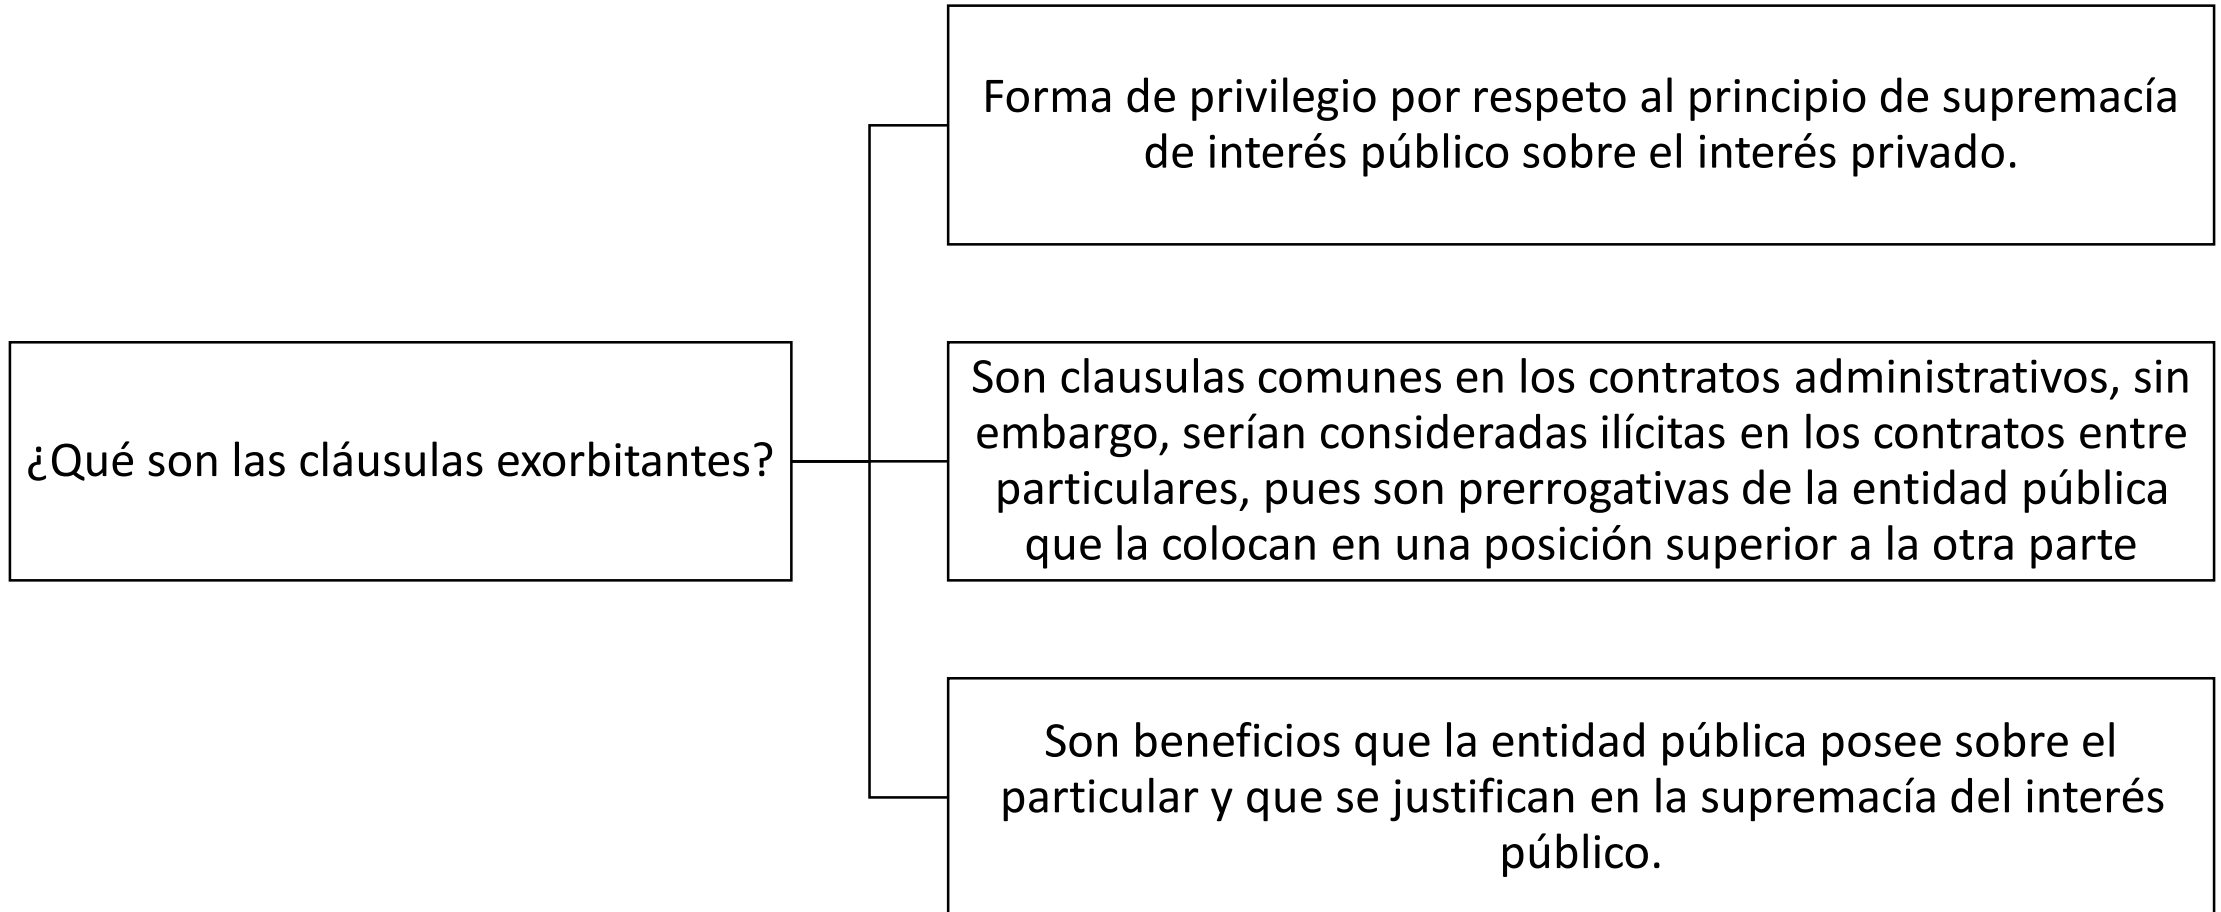 ¿Qué son las cláusulas exorbitantes?
Forma de privilegio por respeto al principio de supremacía
de interés público sobre el interés privado.
Son clausulas comunes en los contratos administrativos, sin
embargo, serían consideradas ilícitas en los contratos entre
particulares, pues son prerrogativas de la entidad pública
que la colocan en una posición superior a la otra parte
Son beneficios que la entidad pública posee sobre el
particular y que se justifican en la supremacía del interés
público.